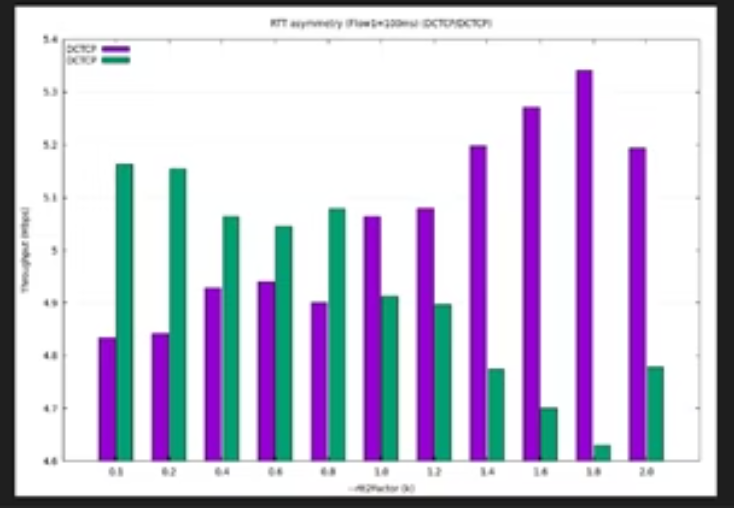 RTT asymmetry (Flow1=100ms) (DCTCP/DCTCP)
DCTCP
DCTCP
5.4
5.3
5.2
5.1
5
4.9
4.8
4.7
4.6
Throughput (Mbps)
0.1 0.2 0.4 0.6 0.8 1.0 1.2 1.4 1.6 1.8 2.0
--rtt2factor (k)